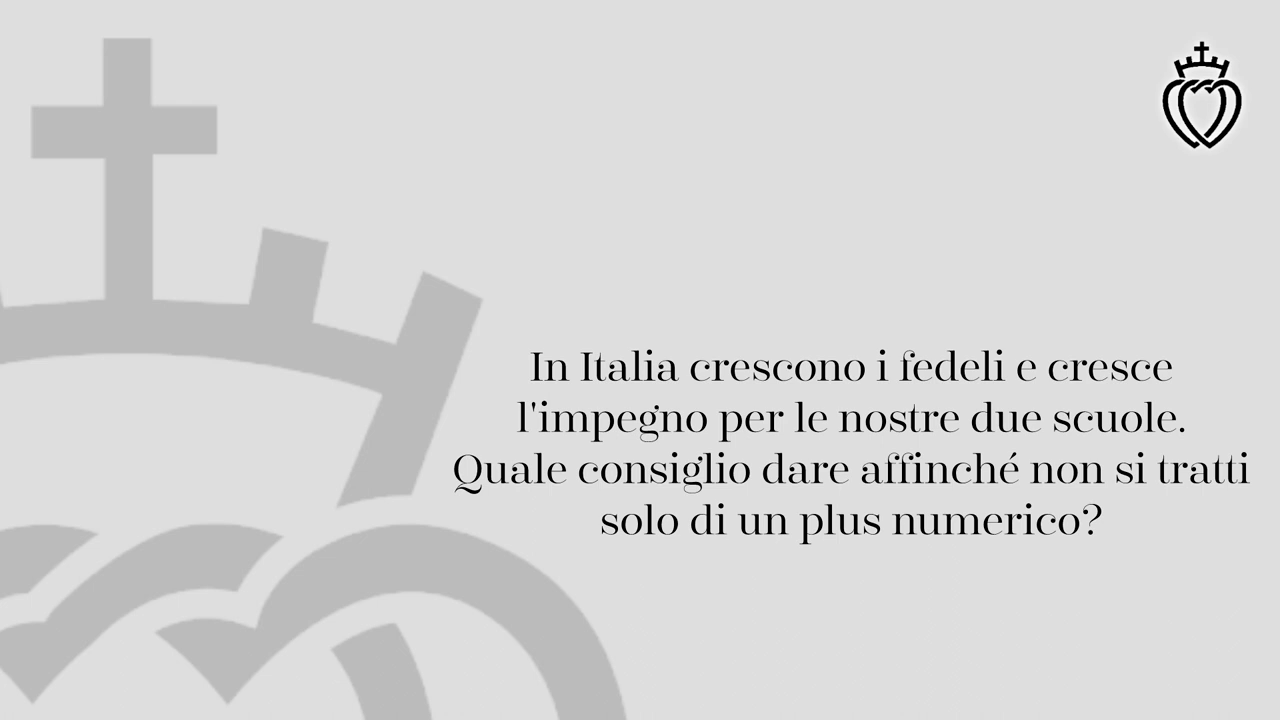 In Italia crescono i fedeli e cresce
l'impegno per le nostre due scuole.
Quale consiglio dare affinché non si tratti
solo di un plus numerico?